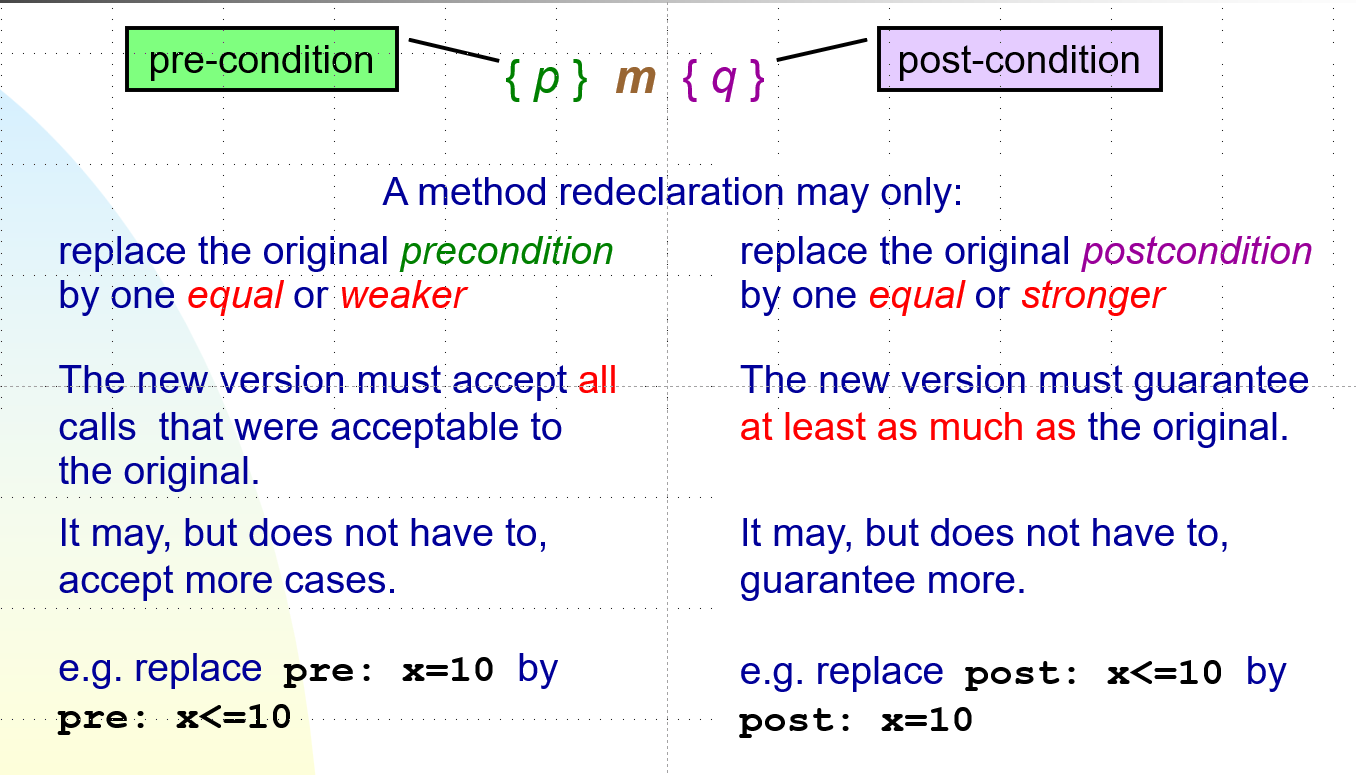 pre-condition
{ p } m { q }
post-condition
A method redeclaration may only:
replace the original precondition
by one equal or weaker
The new version must accept all
calls that were acceptable to
the original.
It may, but does not have to,
accept more cases.
e.g. replace pre: x=10 by
pre: x<=10
replace the original postcondition
by one equal or stronger
The new version must guarantee
at least as much as the original.
It may, but does not have to,
guarantee more.
e.g. replace post: x<=10 by
post: x=10